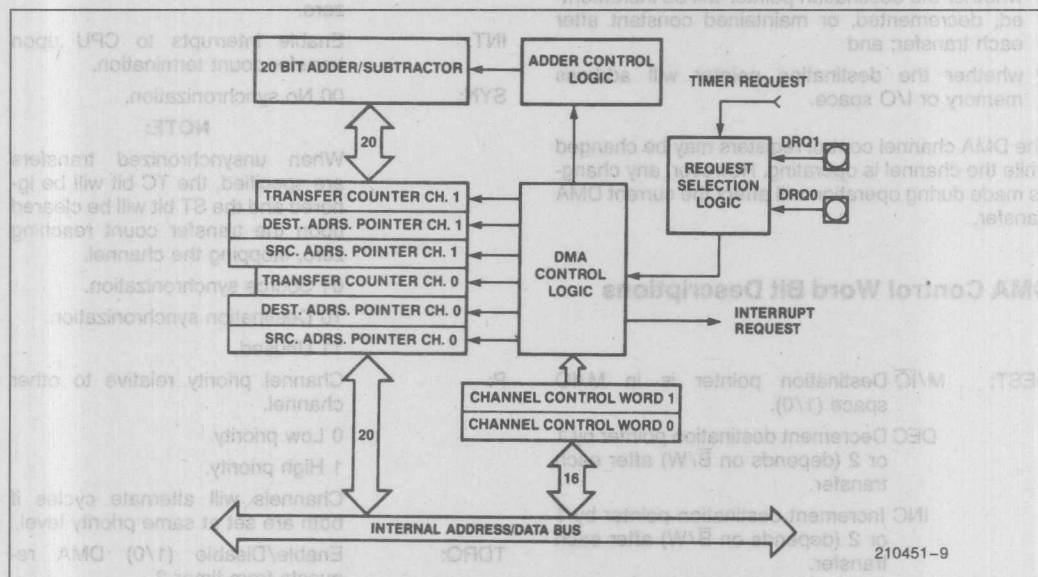 20 BIT ADDER/SUBTRACTOR
ADDER CONTROL
LOGIC
TIMER REQUEST
20
REQUEST
SELECTION
LOGIC
DRQ1
DRQ0
TRANSFER COUNTER CH. 1
DEST. ADRS. POINTER CH. 1
SRC. ADRS. POINTER CH. 1
TRANSFER COUNTER CH. 0
DEST. ADRS. POINTER CH. 0
SRC. ADRS. POINTER CH. 0
DMA
CONTROL
LOGIC
INTERRUPT
REQUEST
CHANNEL CONTROL WORD 1
CHANNEL CONTROL WORD 0
20
16
INTERNAL ADDRESS/DATA BUS
210451-9